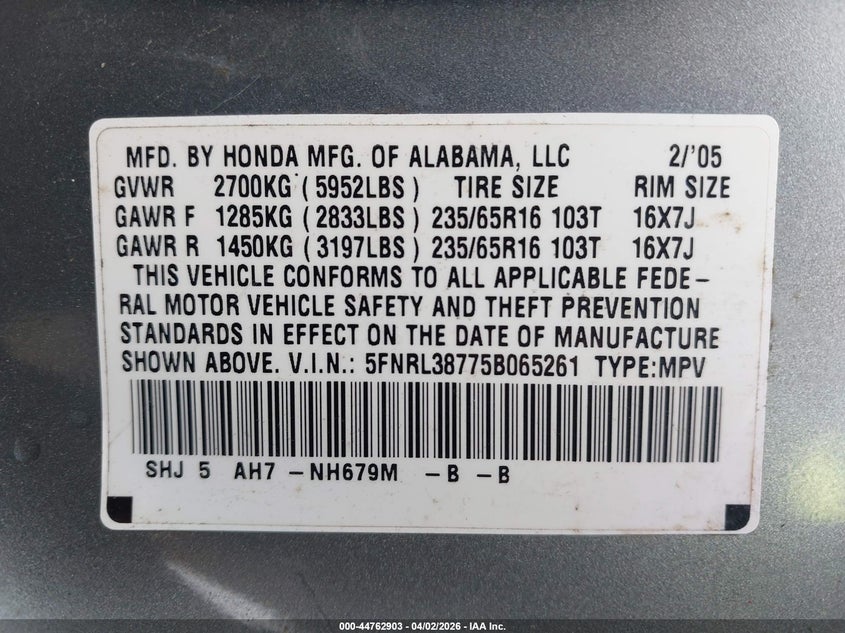 MFD. BY HONDA MFG. OF ALABAMA, LLC 2/'05
GVWR 2700KG (5952LBS) TIRE SIZE RIM SIZE
GAWR F 1285KG (2833LBS) 235/65R16 103T 16X7J
GAWR R 1450KG (3197LBS) 235/65R16 103T 16X7J
THIS VEHICLE CONFORMS TO ALL APPLICABLE FEDE-
RAL MOTOR VEHICLE SAFETY AND THEFT PREVENTION
STANDARDS IN EFFECT ON THE DATE OF MANUFACTURE
SHOWN ABOVE. V.I.N.: 5FNRL38775B065261 TYPE:MPV
SHJ 5 AH7 -NH679M -B -B
000-44762903 - 04/02/2026 - IAA Inc.